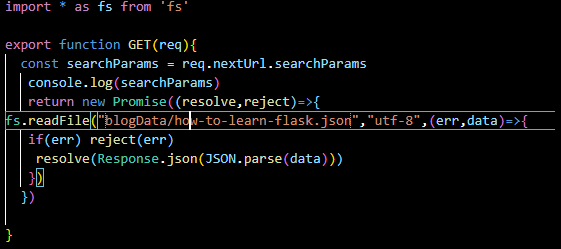 import * as fs from 'fs'
export function GET(req){
const searchParams = req.nextUrl.searchParams
console.log(searchParams)
return new Promise((resolve,reject)=>{
fs.readFile("blogData/how-to-learn-flask.json","utf-8",(err,data)=>{
if(err) reject(err)
resolve(Response.json(JSON.parse(data)))
})
})
}